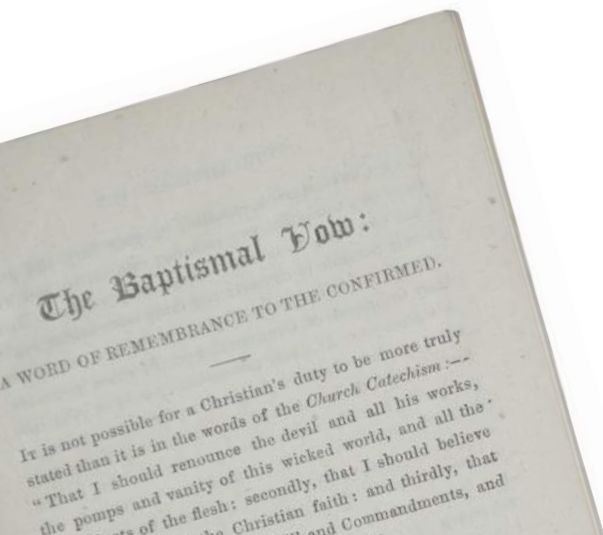 The Baptismal Vow:
A WORD OF REMEMBRANCE TO THE CONFIRMED.
IT is not possible for a Christian's duty to be more truly
stated than it is in the words of the Church Catechism :--
"That I should renounce the devil and all his works,
the pomps and vanity of this wicked world, and all the
of the flesh: secondly, that I should believe
the Christian faith: and thirdly, that
and Commandments, and